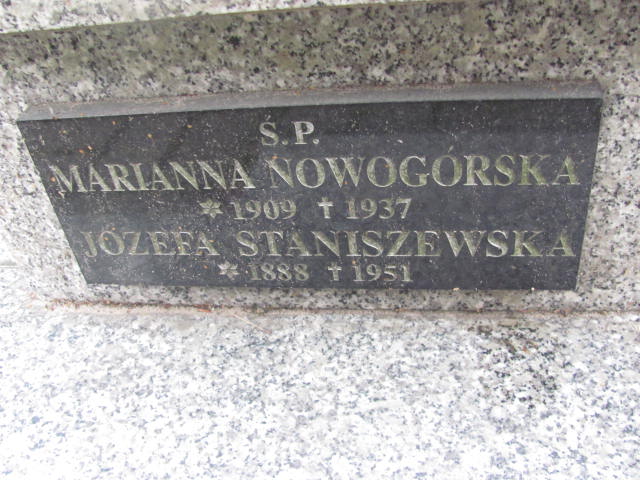 Ś.P.
MARIANNA NOWOGÓRSKA
* 1909 † 1937
JÓZEFA STANISZEWSKA
* 1888 † 1951